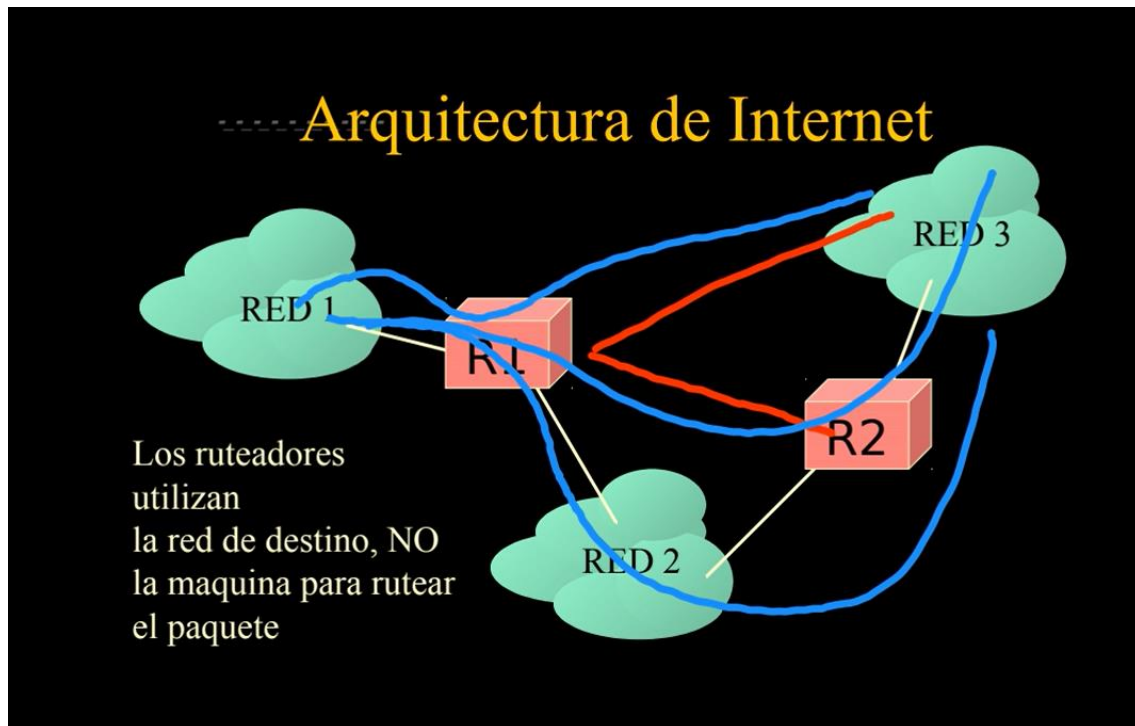 Arquitectura de Internet
RED 3
RED 1
R1
R2
Los ruteadores
utilizan
la red de destino, NO
la maquina para rutear
el paquete
RED 2